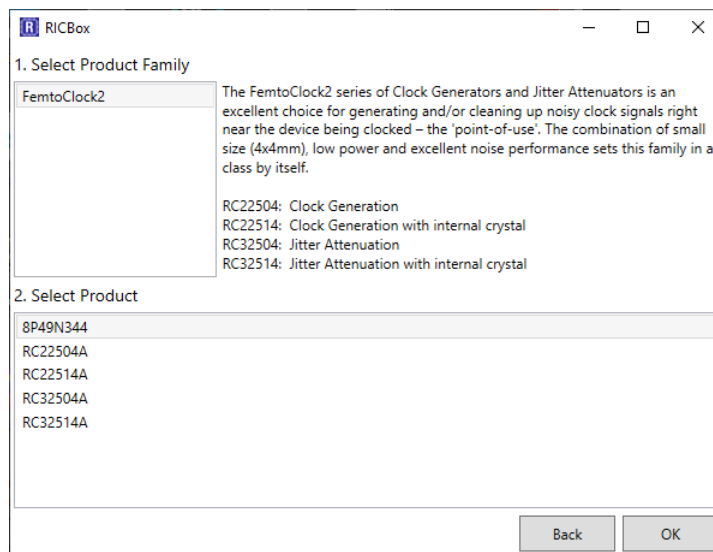 RICBox
1. Select Product Family
FemtoClock2
The FemtoClock2 series of Clock Generators and Jitter Attenuators is an
excellent choice for generating and/or cleaning up noisy clock signals right
near the device being clocked – the 'point-of-use'. The combination of small
size (4x4mm), low power and excellent noise performance sets this family in a
class by itself.
RC22504: Clock Generation
RC22514: Clock Generation with internal crystal
RC32504: Jitter Attenuation
RC32514: Jitter Attenuation with internal crystal
2. Select Product
8P49N344
RC22504A
RC22514A
RC32504A
RC32514A
Back OK